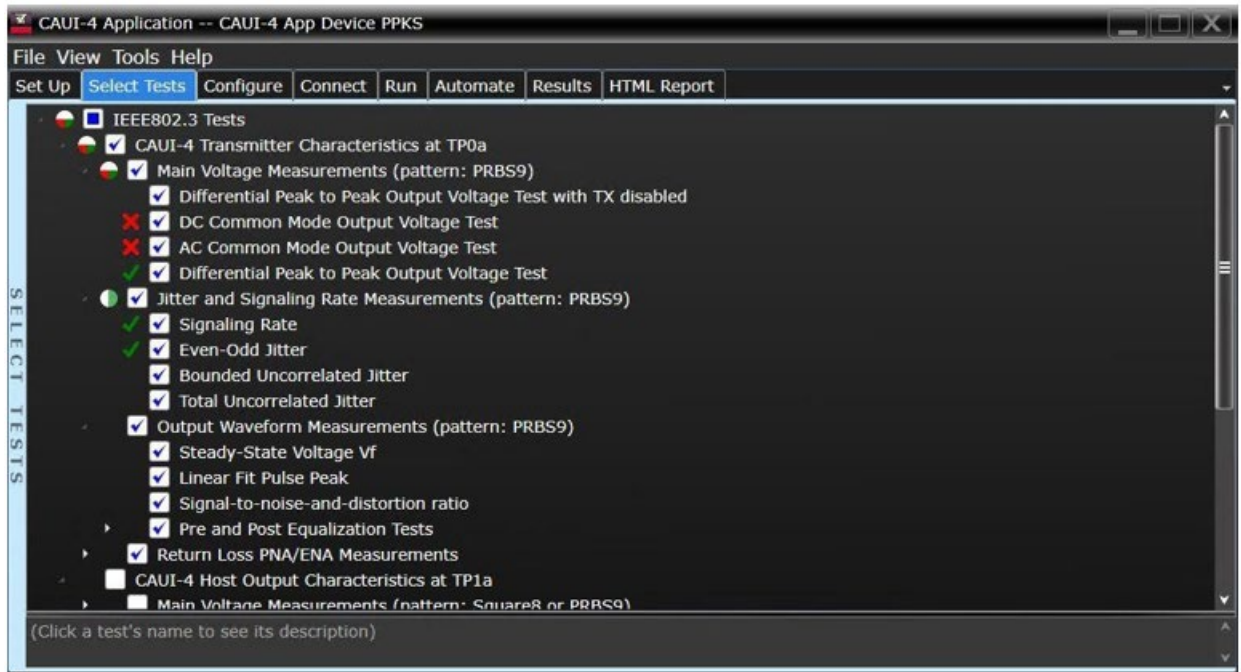 CAUI-4 Application -- CAUI-4 App Device PPKS
File View Tools Help
Set Up Select Tests Configure Connect Run Automate Results HTML Report
IEEE802.3 Tests
CAUI-4 Transmitter Characteristics at TP0a
Main Voltage Measurements (pattern: PRBS9)
Differential Peak to Peak Output Voltage Test with TX disabled
DC Common Mode Output Voltage Test
AC Common Mode Output Voltage Test
Differential Peak to Peak Output Voltage Test
Jitter and Signaling Rate Measurements (pattern: PRBS9)
Signaling Rate
Even-Odd Jitter
Bounded Uncorrelated Jitter
Total Uncorrelated Jitter
Output Waveform Measurements (pattern: PRBS9)
Steady-State Voltage Vf
Linear Fit Pulse Peak
Signal-to-noise-and-distortion ratio
Pre and Post Equalization Tests
Return Loss PNA/ENA Measurements
CAUI-4 Host Output Characteristics at TP1a
Main Voltage Measurements (pattern: Square8 or PRBS9)
(Click a test's name to see its description)
SELECT TESTS